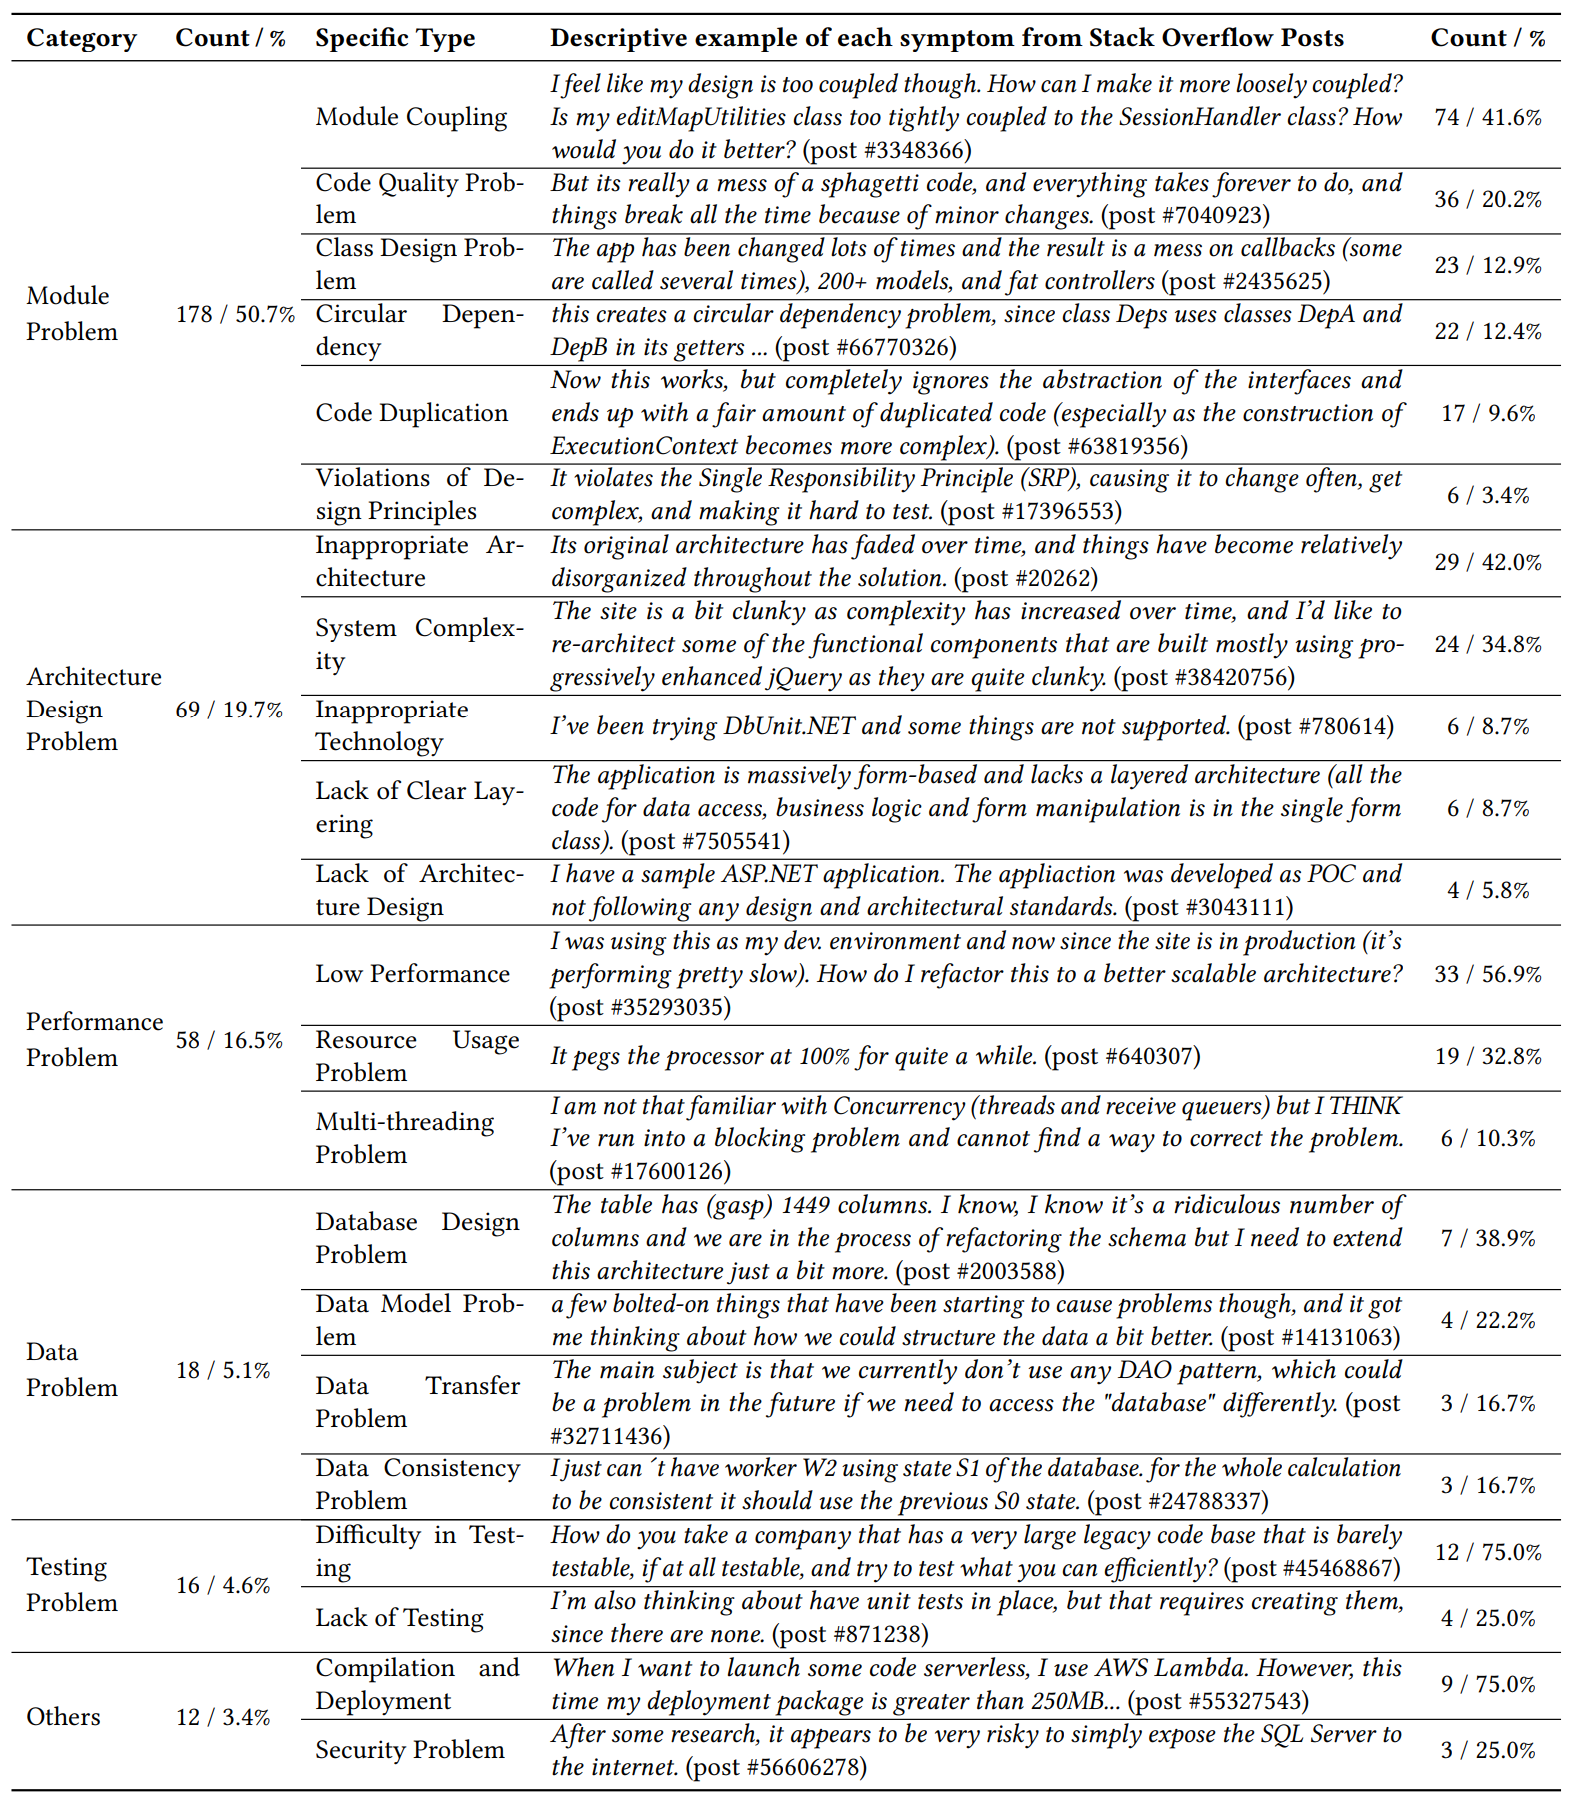 Category Count / % Specific Type Descriptive example of each symptom from Stack Overflow Posts Count / %
Module
Problem
178 / 50.7%
Module Coupling
I feel like my design is too coupled though. How can I make it more loosely coupled?
Is my editMapUtilities class too tightly coupled to the SessionHandler class? How
would you do it better? (post #3348366)
74 / 41.6%
Code Quality Prob-
lem
But its really a mess of a sphagetti code, and everything takes forever to do, and
things break all the time because of minor changes. (post #7040923)
36 / 20.2%
Class Design Prob-
lem
The app has been changed lots of times and the result is a mess on callbacks (some
are called several times), 200+ models, and fat controllers (post #2435625)
23 / 12.9%
Circular Depen-
dency
this creates a circular dependency problem, since class Deps uses classes DepA and
DepB in its getters ... (post #66770326)
22 / 12.4%
Code Duplication
Now this works, but completely ignores the abstraction of the interfaces and
ends up with a fair amount of duplicated code (especially as the construction of
ExecutionContext becomes more complex). (post #63819356)
17 / 9.6%
Violations of De-
sign Principles
It violates the Single Responsibility Principle (SRP), causing it to change often, get
complex, and making it hard to test. (post #17396553)
6 / 3.4%
Architecture
Design
Problem
69 / 19.7%
Inappropriate Ar-
chitecture
Its original architecture has faded over time, and things have become relatively
disorganized throughout the solution. (post #20262)
29 / 42.0%
System Complex-
ity
The site is a bit clunky as complexity has increased over time, and I'd like to
re-architect some of the functional components that are built mostly using pro-
gressively enhanced jQuery as they are quite clunky. (post #38420756)
24 / 34.8%
Inappropriate
Technology
I've been trying DbUnit.NET and some things are not supported. (post #780614)
6 / 8.7%
Lack of Clear Lay-
ering
The application is massively form-based and lacks a layered architecture (all the
code for data access, business logic and form manipulation is in the single form
class). (post #7505541)
6 / 8.7%
Lack of Architec-
ture Design
I have a sample ASP.NET application. The appliaction was developed as POC and
not following any design and architectural standards. (post #3043111)
4 / 5.8%
Performance
Problem
58 / 16.5%
Low Performance
I was using this as my dev. environment and now since the site is in production (it's
performing pretty slow). How do I refactor this to a better scalable architecture?
(post #35293035)
33 / 56.9%
Resource Usage
Problem
It pegs the processor at 100% for quite a while. (post #640307)
19 / 32.8%
Multi-threading
Problem
I am not that familiar with Concurrency (threads and receive queuers) but I THINK
I've run into a blocking problem and cannot find a way to correct the problem.
(post #17600126)
6 / 10.3%
Data
Problem
18 / 5.1%
Database Design
Problem
The table has (gasp) 1449 columns. I know, I know it's a ridiculous number of
columns and we are in the process of refactoring the schema but I need to extend
this architecture just a bit more. (post #2003588)
7 / 38.9%
Data Model Prob-
lem
a few bolted-on things that have been starting to cause problems though, and it got
me thinking about how we could structure the data a bit better. (post #14131063)
4 / 22.2%
Data Transfer
Problem
The main subject is that we currently don't use any DAO pattern, which could
be a problem in the future if we need to access the "database" differently. (post
#32711436)
3 / 16.7%
Data Consistency
Problem
I just can´t have worker W2 using state S1 of the database. for the whole calculation
to be consistent it should use the previous S0 state. (post #24788337)
3 / 16.7%
Testing
Problem
16 / 4.6%
Difficulty in Test-
ing
How do you take a company that has a very large legacy code base that is barely
testable, if at all testable, and try to test what you can efficiently? (post #45468867)
12 / 75.0%
Lack of Testing
I'm also thinking about have unit tests in place, but that requires creating them,
since there are none. (post #871238)
4 / 25.0%
Others
12 / 3.4%
Compilation and
Deployment
When I want to launch some code serverless, I use AWS Lambda. However, this
time my deployment package is greater than 250MB... (post #55327543)
9 / 75.0%
Security Problem
After some research, it appears to be very risky to simply expose the SQL Server to
the internet. (post #56606278)
3 / 25.0%